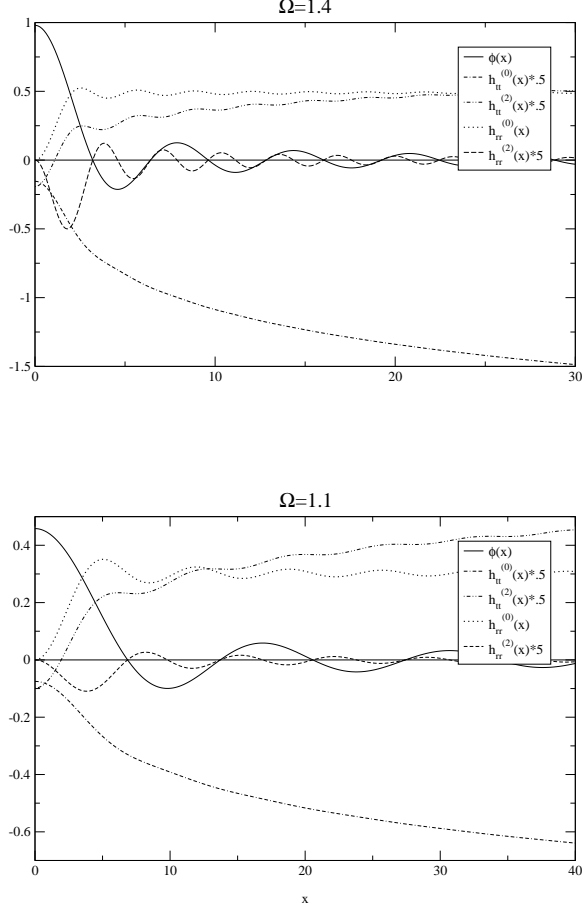 Ω=1.4
1
0.5
0
-0.5
-1
-1.5
0
10
20
30
ϕ(x)
h_tt^(0)(x)*.5
h_tt^(2)(x)*.5
h_rr^(0)(x)
h_rr^(2)(x)*5
Ω=1.1
0.4
0.2
0
-0.2
-0.4
-0.6
0
10
20
30
40
x
ϕ(x)
h_tt^(0)(x)*.5
h_tt^(2)(x)*.5
h_rr^(0)(x)
h_rr^(2)(x)*5